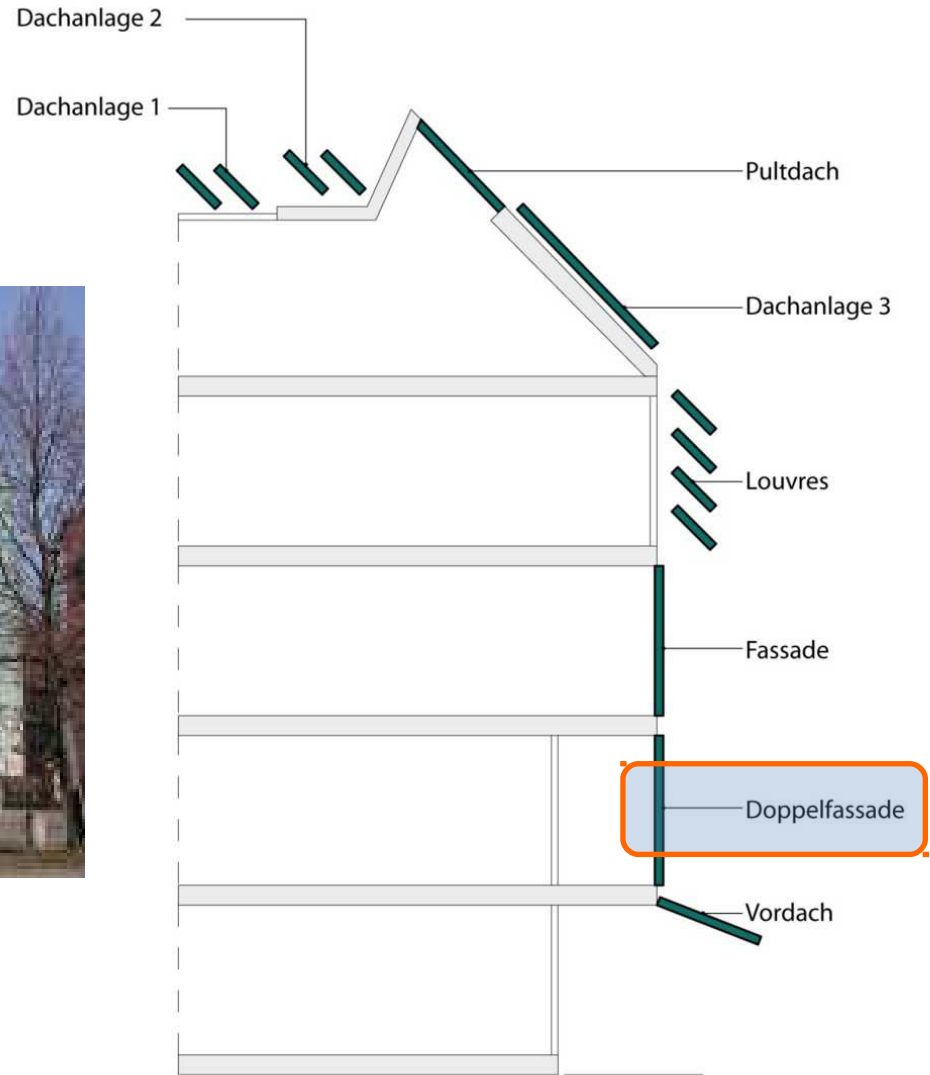 Dachanlage 2
Dachanlage 1
Pultdach
Dachanlage 3
Louvres
Fassade
Doppelfassade
Vordach